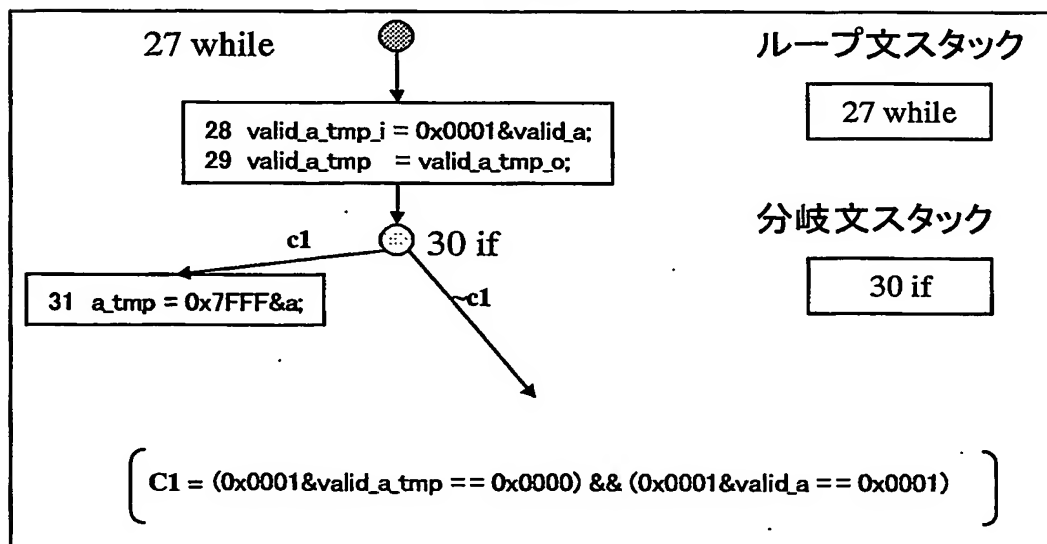 27 while
ループ文スタック
27 while
28 valid_a_tmp_i = 0x0001&valid_a;
29 valid_a_tmp = valid_a_tmp_o;
分岐文スタック
c1
30 if
30 if
31 a_tmp = 0x7FFF&a;
~c1
C1 = (0x0001&valid_a_tmp == 0x0000) && (0x0001&valid_a == 0x0001)